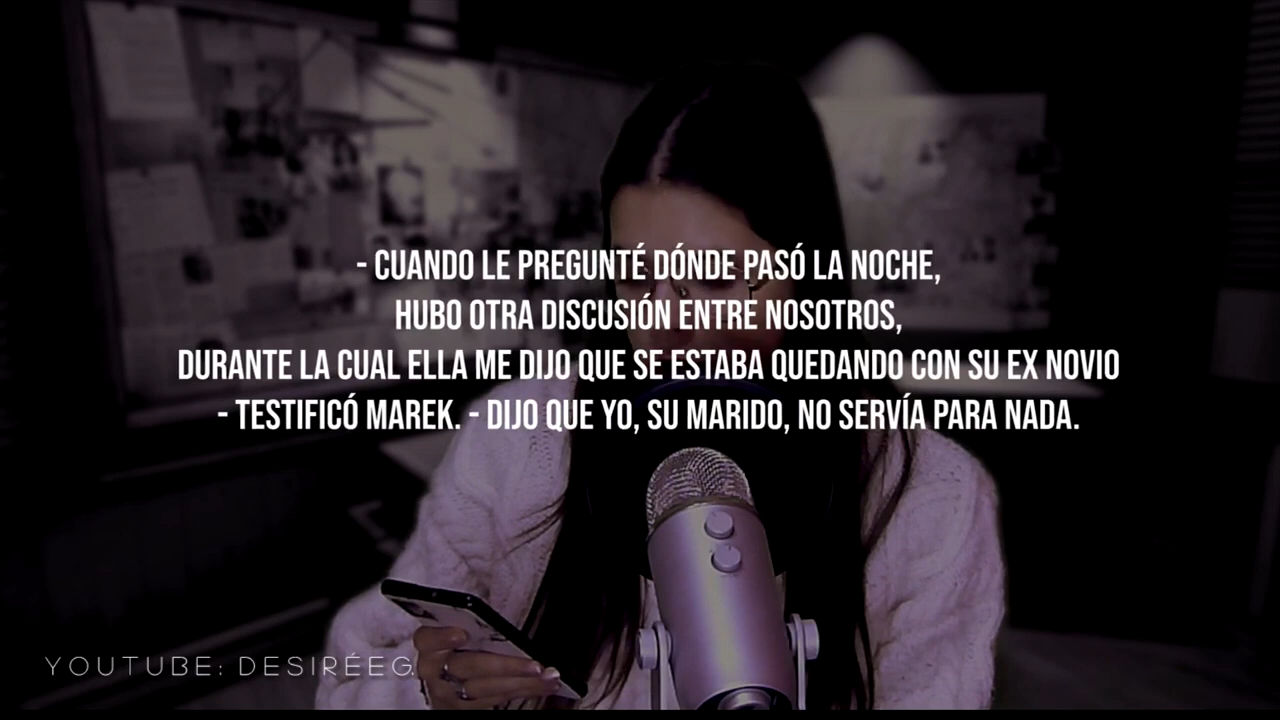 - CUANDO LE PREGUNTÉ DÓNDE PASÓ LA NOCHE,
HUBO OTRA DISCUSIÓN ENTRE NOSOTROS,
DURANTE LA CUAL ELLA ME DIJO QUE SE ESTABA QUEDANDO CON SU EX NOVIO
- TESTIFICÓ MAREK. - DIJO QUE YO, SU MARIDO, NO SERVÍA PARA NADA.
YOUTUBE: DESIRÉEG